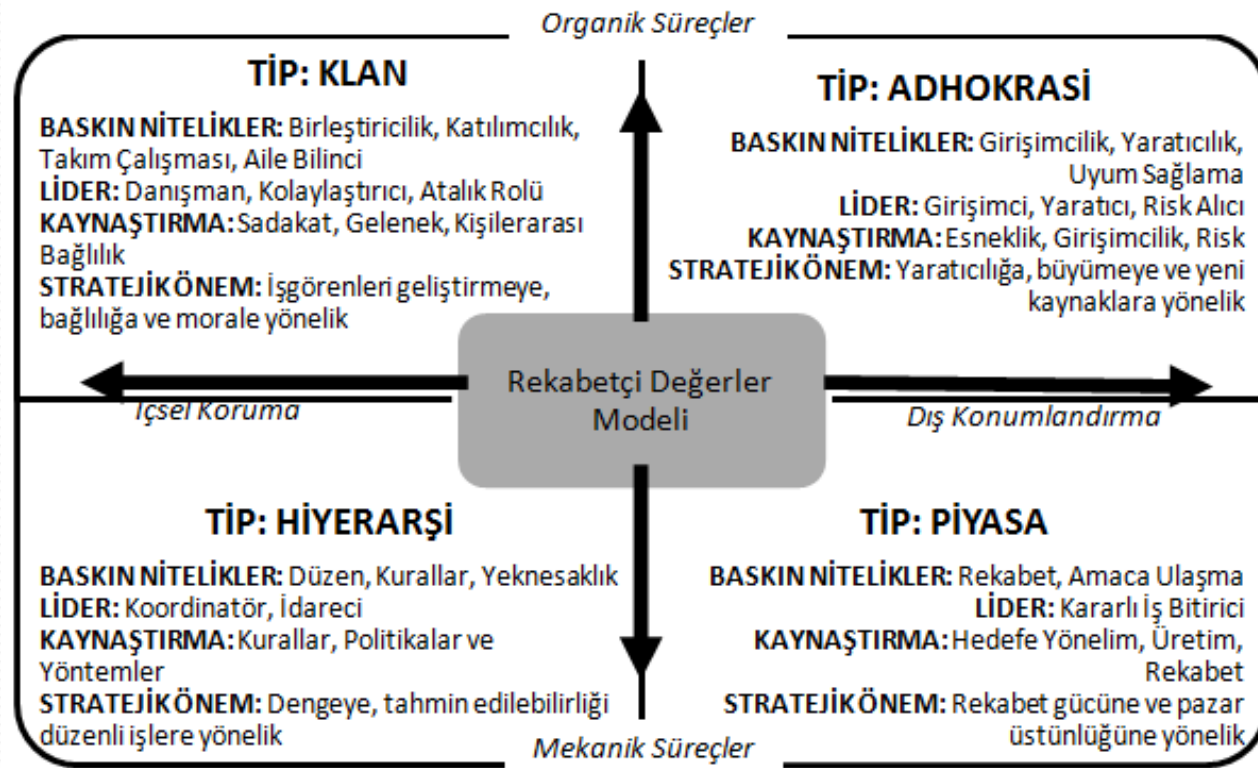 Organik Süreçler
TİP: KLAN
BASKIN NİTELİKLER: Birleştiricilik, Katılımcılık,
Takım Çalışması, Aile Bilinci
LİDER: Danışman, Kolaylaştırıcı, Atalık Rolü
KAYNAŞTIRMA: Sadakat, Gelenek, Kişilerarası
Bağlılık
STRATEJİK ÖNEM: İşgörenleri geliştirmeye,
bağlılığa ve morale yönelik
TİP: ADHOKRASİ
BASKIN NİTELİKLER: Girişimcilik, Yaratıcılık,
Uyum Sağlama
LİDER: Girişimci, Yaratıcı, Risk Alıcı
KAYNAŞTIRMA: Esneklik, Girişimcilik, Risk
STRATEJİK ÖNEM: Yaratıcılığa, büyümeye ve yeni
kaynaklara yönelik
İçsel Koruma
Rekabetçi Değerler
Modeli
Dış Konumlandırma
TİP: HİYERARŞİ
BASKIN NİTELİKLER: Düzen, Kurallar, Yeknesaklık
LİDER: Koordinatör, İdareci
KAYNAŞTIRMA: Kurallar, Politikalar ve
Yöntemler
STRATEJİK ÖNEM: Dengeye, tahmin edilebilirliği
düzenli işlere yönelik
TİP: PİYASA
BASKIN NİTELİKLER: Rekabet, Amaca Ulaşma
LİDER: Kararlı İş Bitirici
KAYNAŞTIRMA: Hedefe Yönelim, Üretim,
Rekabet
STRATEJİK ÖNEM: Rekabet gücüne ve pazar
üstünlüğüne yönelik
Mekanik Süreçler